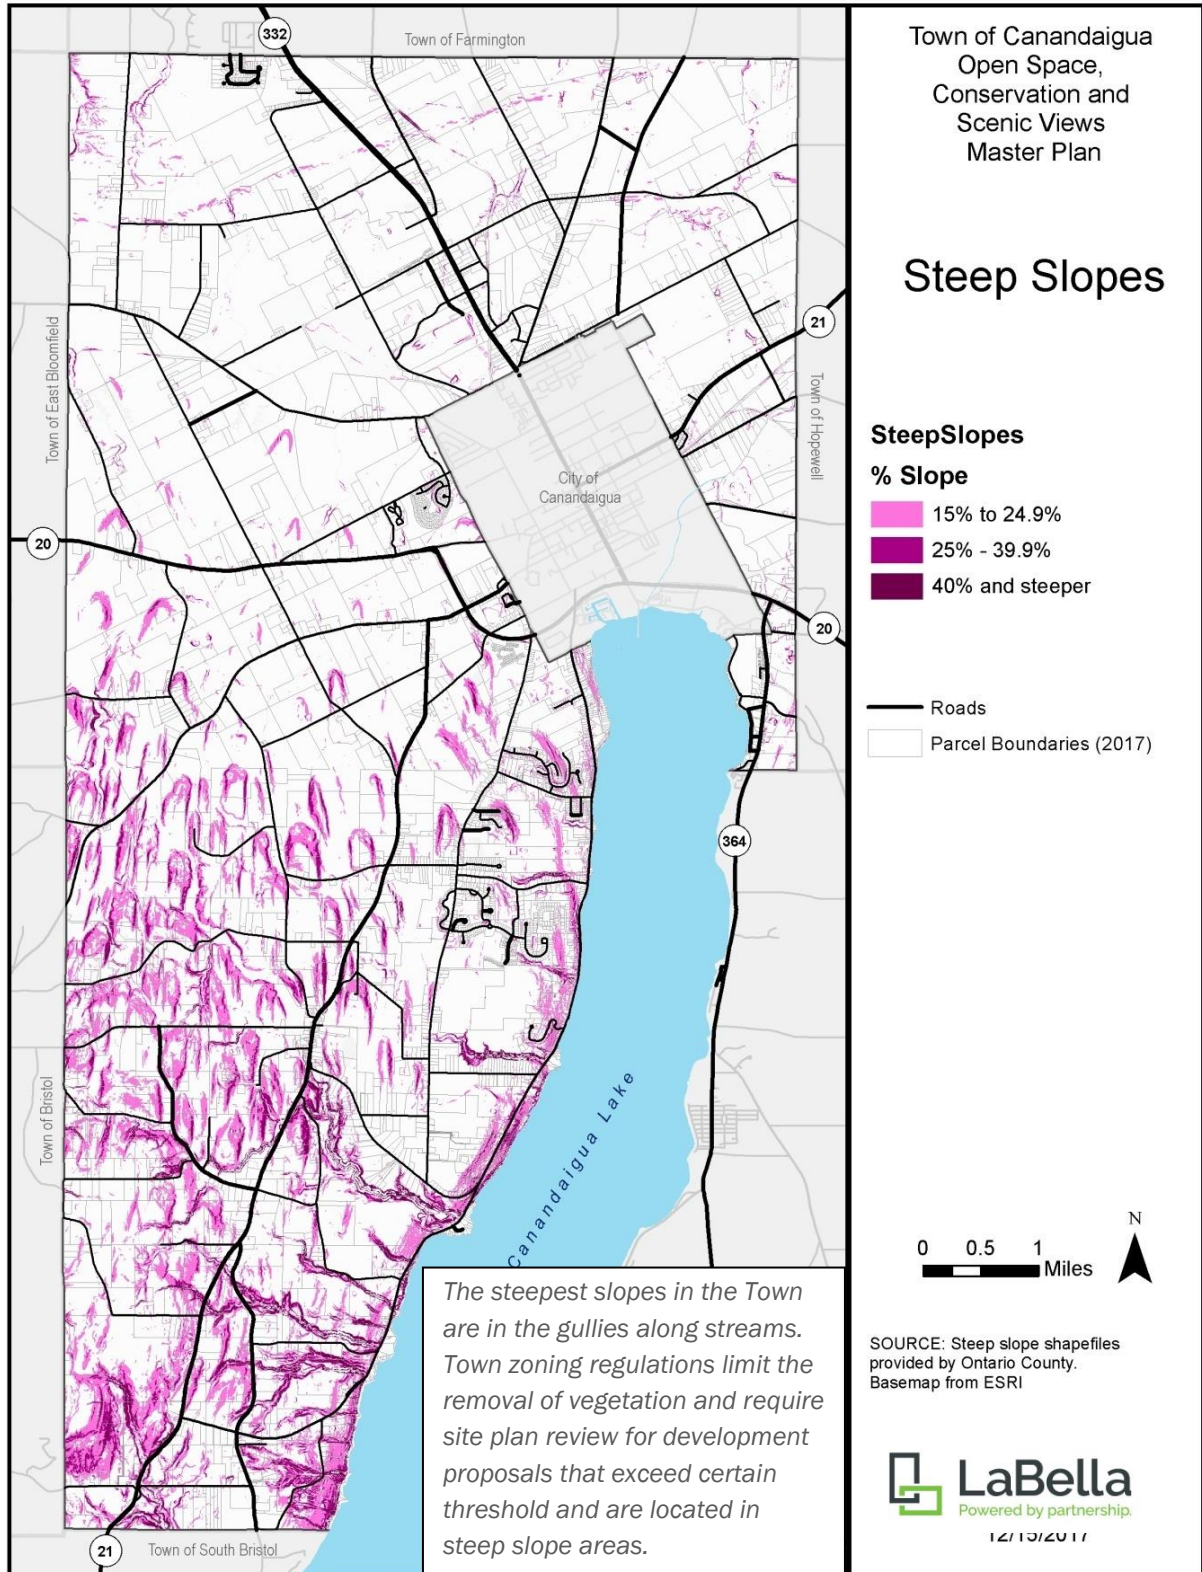 332
Town of Farmington
Town of East Bloomfield
21
Town of Hopewell
City of
Canandaigua
20
20
364
Town of Bristol
Canandaigua Lake
21
Town of South Bristol
The steepest slopes in the Town
are in the gullies along streams.
Town zoning regulations limit the
removal of vegetation and require
site plan review for development
proposals that exceed certain
threshold and are located in
steep slope areas.
Town of Canandaigua
Open Space,
Conservation and
Scenic Views
Master Plan
Steep Slopes
SteepSlopes
% Slope
15% to 24.9%
25% - 39.9%
40% and steeper
Roads
Parcel Boundaries (2017)
N
0 0.5 1
Miles
SOURCE: Steep slope shapefiles
provided by Ontario County.
Basemap from ESRI
LaBella
Powered by partnership.
12/15/2017